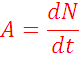 A = dN/dt